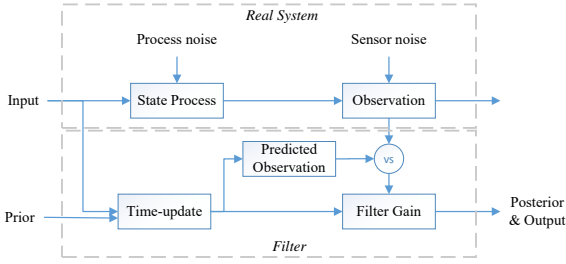 Real System
Process noise
Sensor noise
Input
State Process
Observation
Predicted
Observation
vs
Prior
Time-update
Filter Gain
Posterior
& Output
Filter